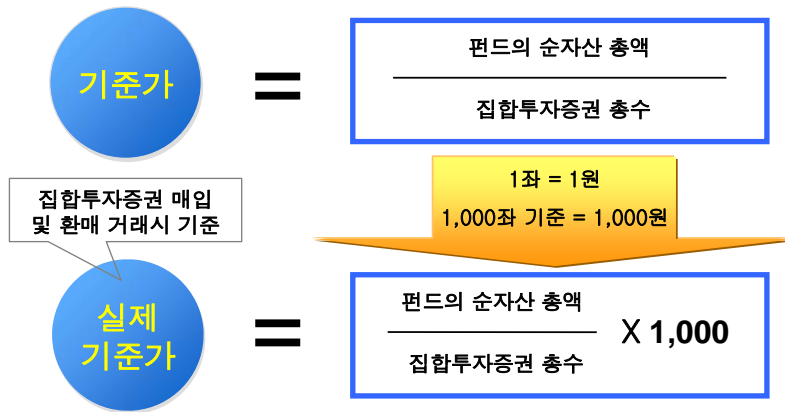 기준가
=
펀드의 순자산 총액
집합투자증권 총수
1좌 = 1원
1,000좌 기준 = 1,000원
집합투자증권 매입
및 환매 거래시 기준
실제
기준가
=
펀드의 순자산 총액
집합투자증권 총수
X 1,000